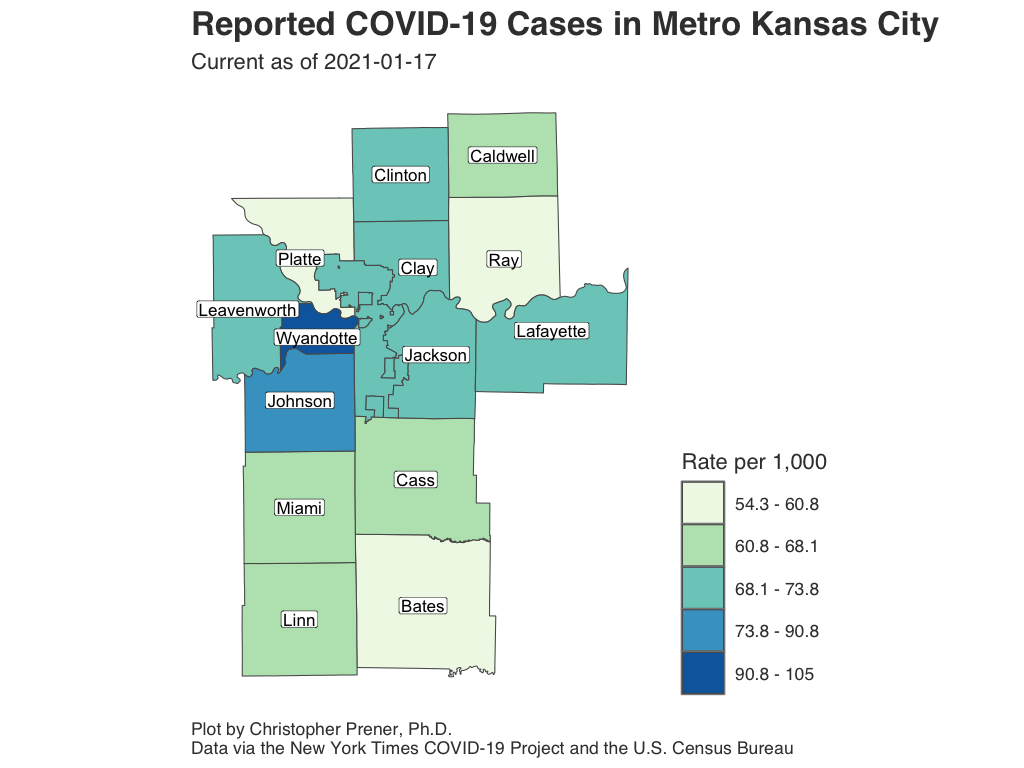 Reported COVID-19 Cases in Metro Kansas City
Current as of 2021-01-17
Caldwell
Clinton
Platte
Clay
Ray
Leavenworth
Wyandotte
Lafayette
Jackson
Johnson
Cass
Miami
Bates
Linn
Rate per 1,000
54.3 - 60.8
60.8 - 68.1
68.1 - 73.8
73.8 - 90.8
90.8 - 105
Plot by Christopher Prener, Ph.D.
Data via the New York Times COVID-19 Project and the U.S. Census Bureau